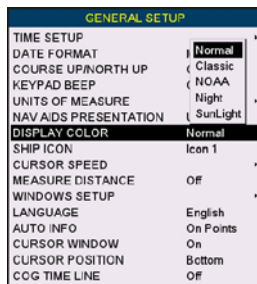 GENERAL SETUP
TIME SETUP
DATE FORMAT
COURSE UP/NORTH UP
KEYPAD BEEP
UNITS OF MEASURE
NAV AIDS PRESENTATION
Normal
Classic
NOAA
Night
SunLight
DISPLAY COLOR Normal
SHIP ICON Icon 1
CURSOR SPEED
MEASURE DISTANCE Off
WINDOWS SETUP
LANGUAGE English
AUTO INFO On Points
CURSOR WINDOW On
CURSOR POSITION Bottom
COG TIME LINE Off